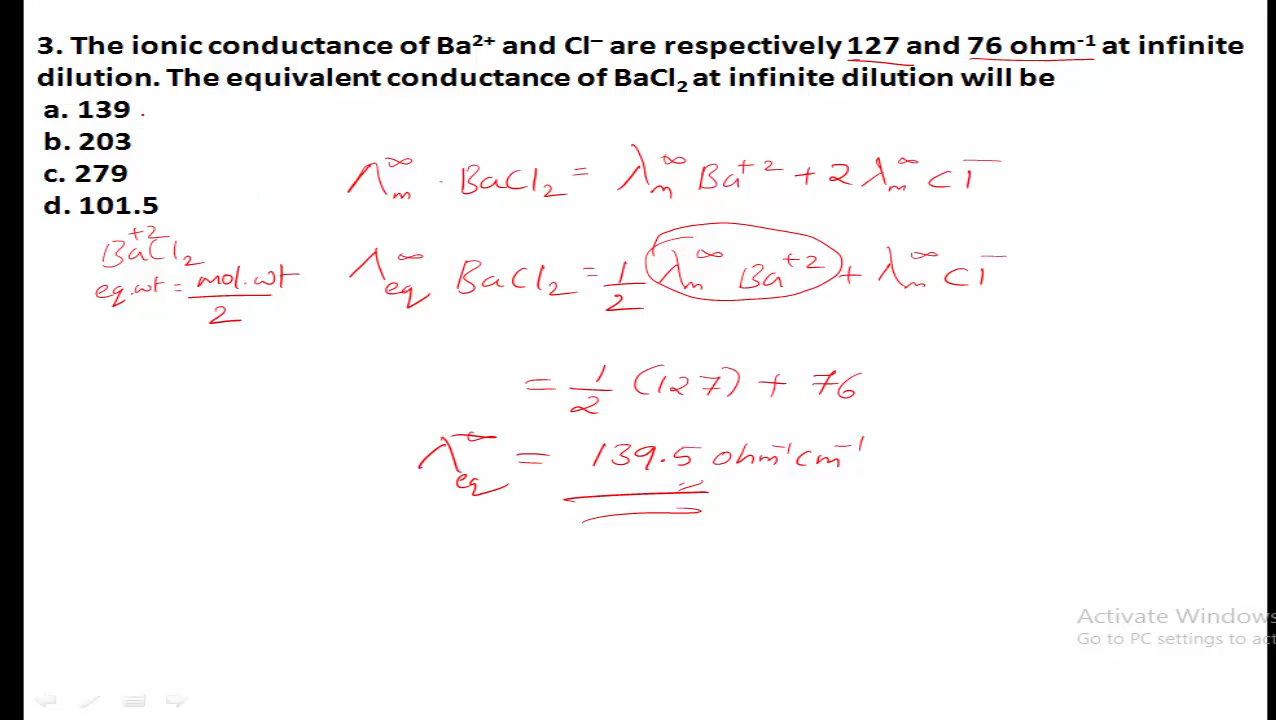 3. The ionic conductance of Ba²⁺ and Cl⁻ are respectively 127 and 76 ohm⁻¹ at infinite
dilution. The equivalent conductance of BaCl₂ at infinite dilution will be
a. 139
b. 203
c. 279
d. 101.5
Λ∞m BaCl₂ = λ∞m Ba⁺² + 2 λ∞m Cl⁻
Ba⁺²Cl₂
eq.wt = mol.wt / 2
Λ∞eq BaCl₂ = 1/2 λ∞m Ba⁺² + λ∞m Cl⁻
= 1/2 (127) + 76
Λ∞eq = 139.5 ohm⁻¹ cm⁻¹
Activate Windows
Go to PC settings to act